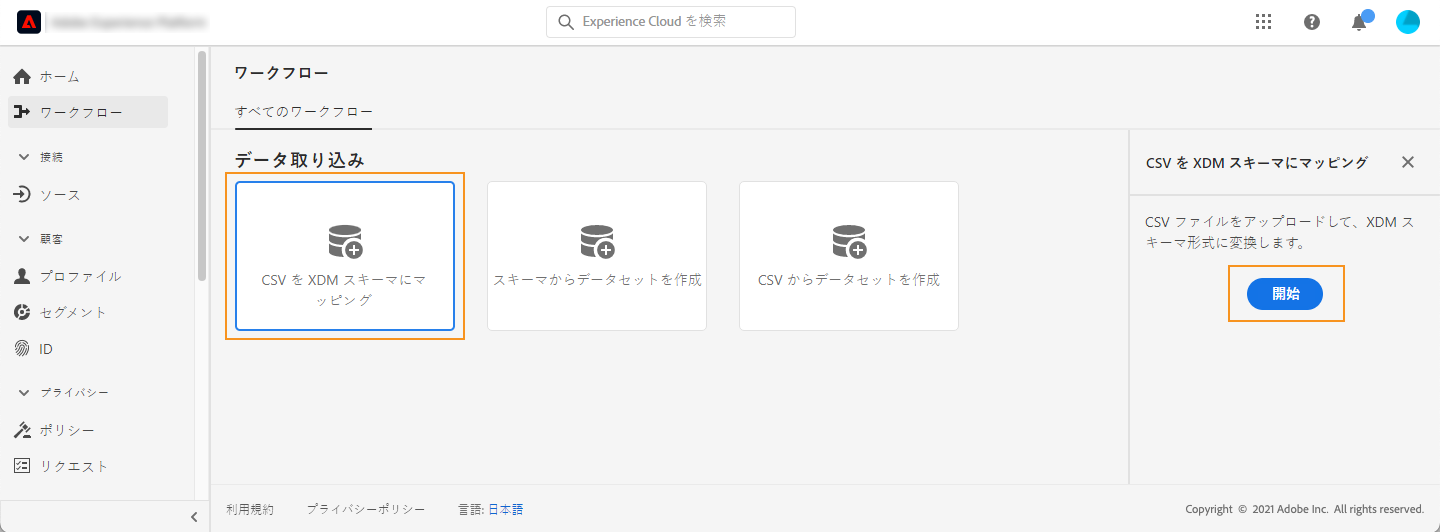 Experience Cloud を検索
ホーム
ワークフロー
接続
ソース
顧客
プロファイル
セグメント
ID
プライバシー
ポリシー
リクエスト
ワークフロー
すべてのワークフロー
データ取り込み
CSV を XDM スキーマにマ
ッピング
スキーマからデータセットを作成
CSV からデータセットを作成
CSV を XDM スキーマにマッピング
CSV ファイルをアップロードして、XDM ス
キーマ形式に変換します。
開始
利用規約 プライバシーポリシー 言語: 日本語
Copyright © 2021 Adobe Inc. All rights reserved.